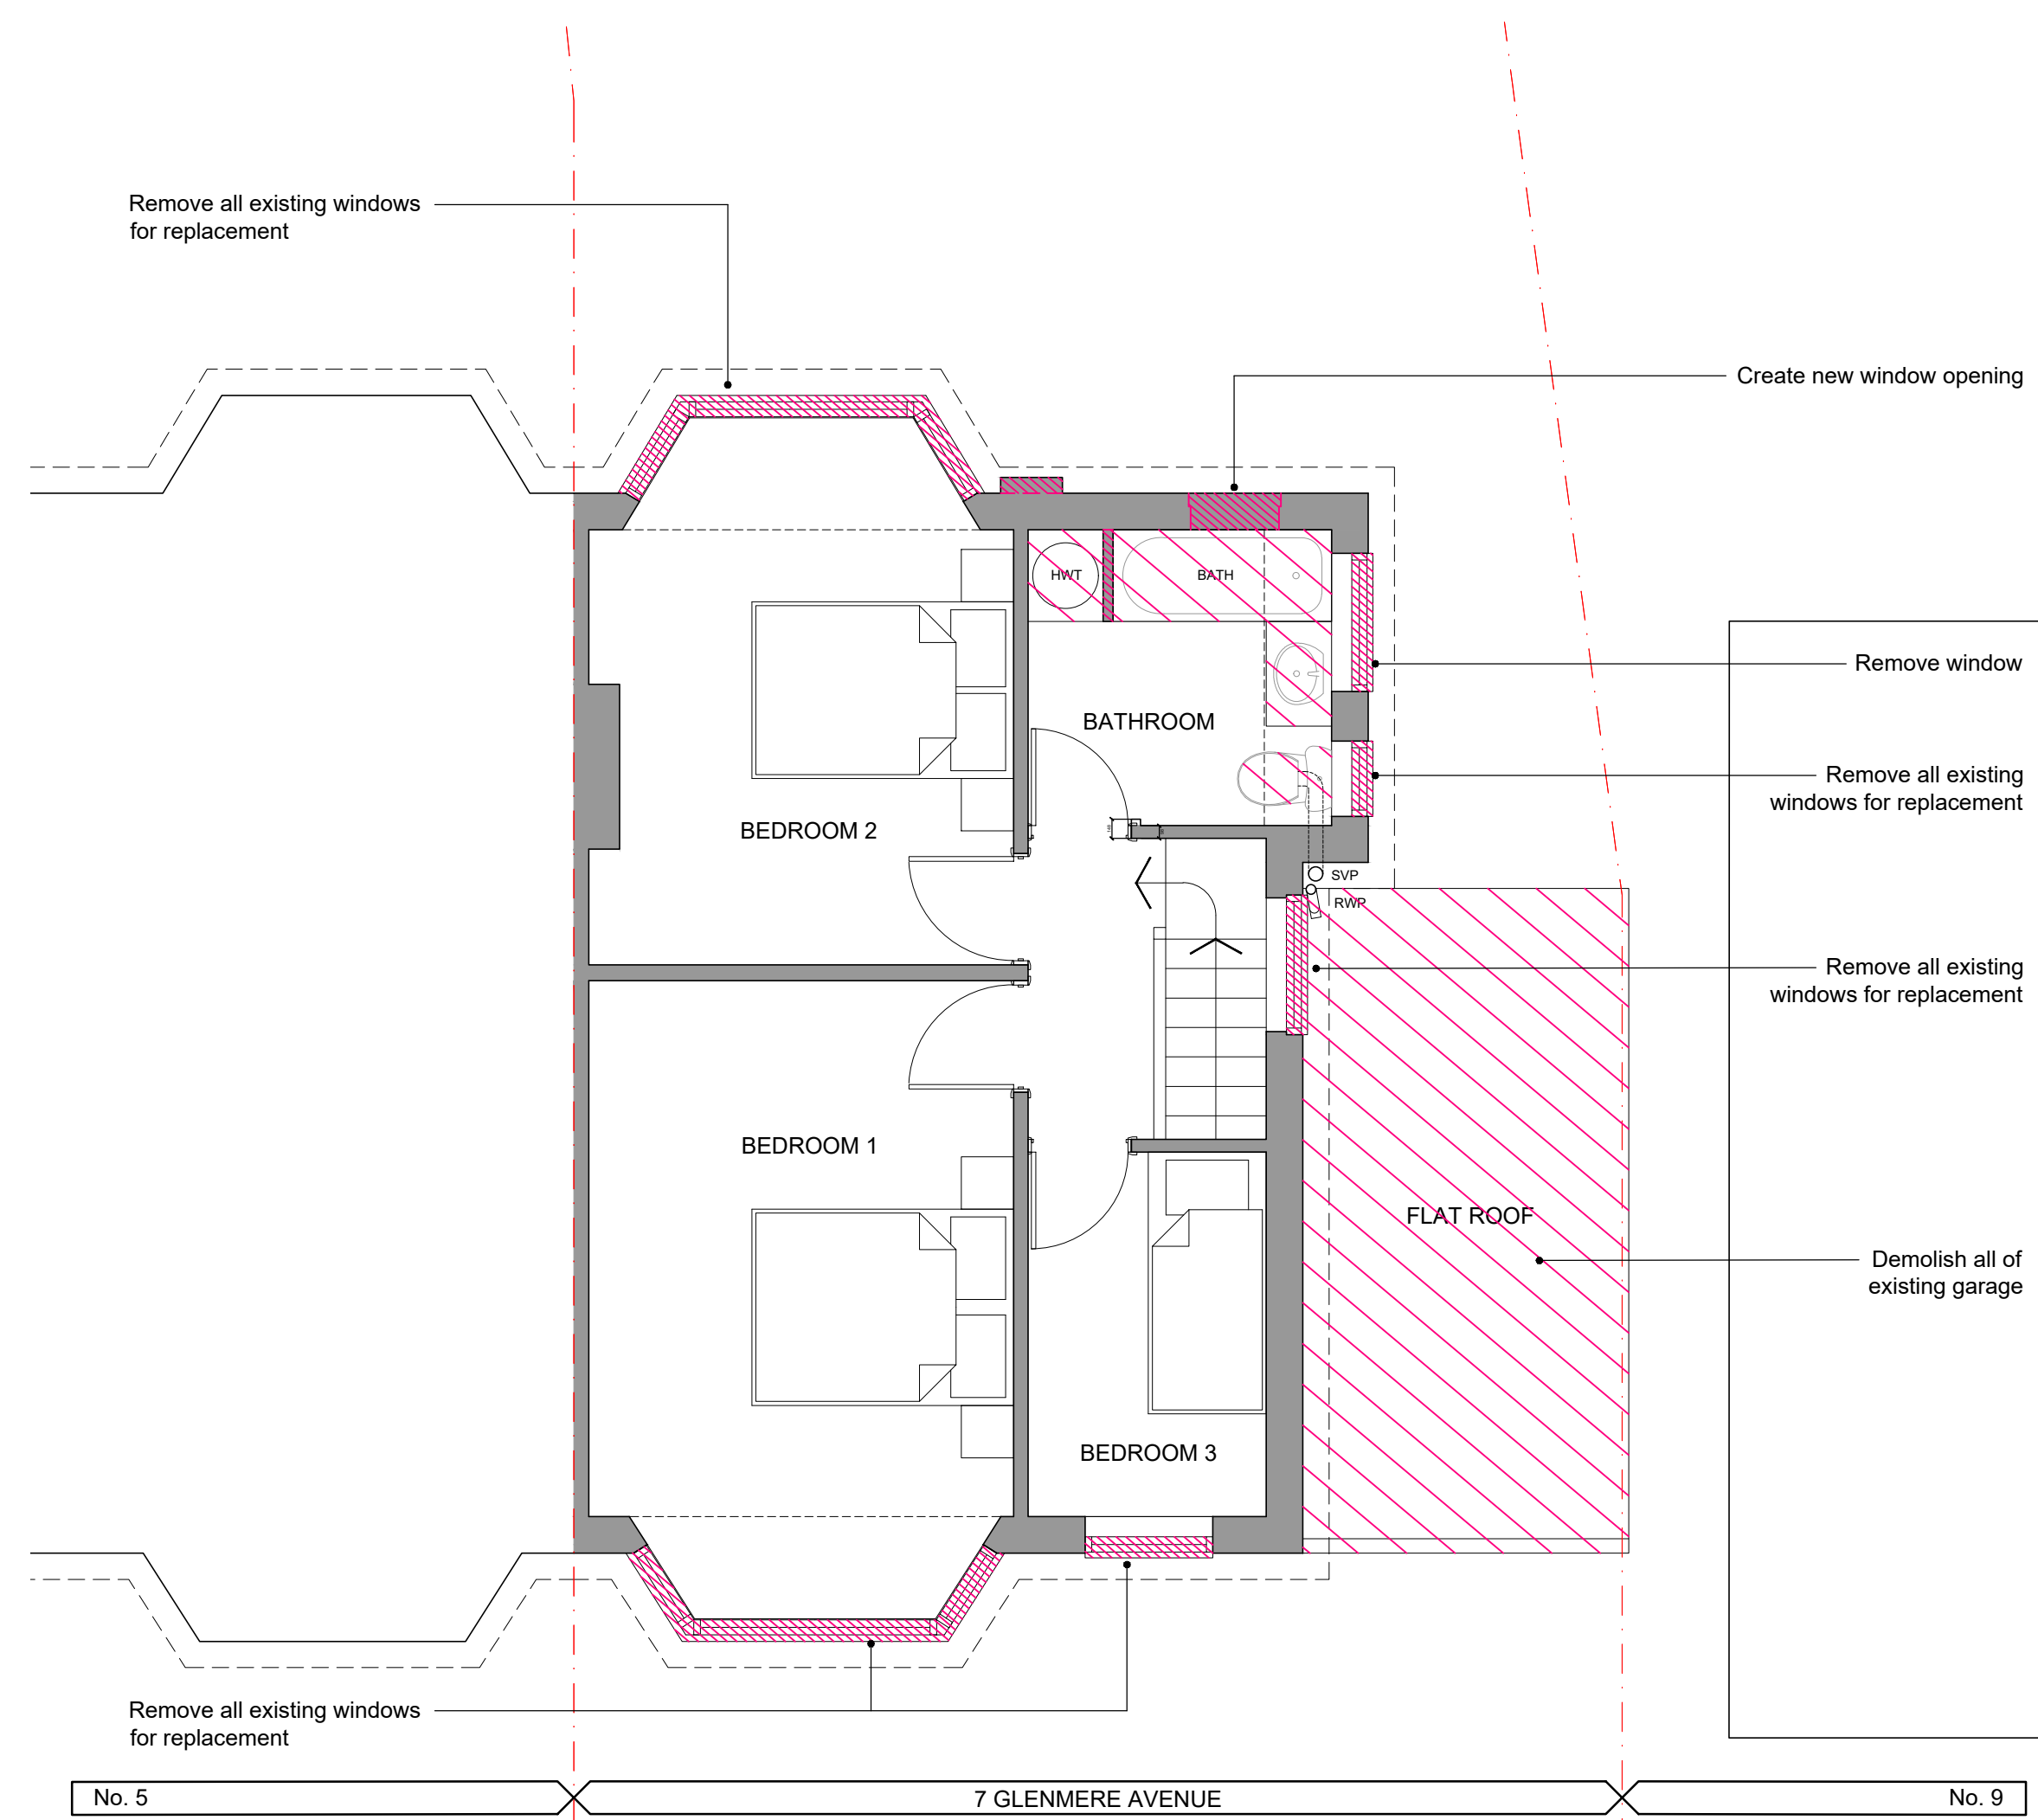 Remove all existing windows
for replacement
Create new window opening
HWT
BATH
Remove window
BATHROOM
Remove all existing
windows for replacement
BEDROOM 2
SVP
RWP
Remove all existing
windows for replacement
BEDROOM 1
FLAT ROOF
Demolish all of
existing garage
BEDROOM 3
Remove all existing windows
for replacement
No. 5
7 GLENMERE AVENUE
No. 9